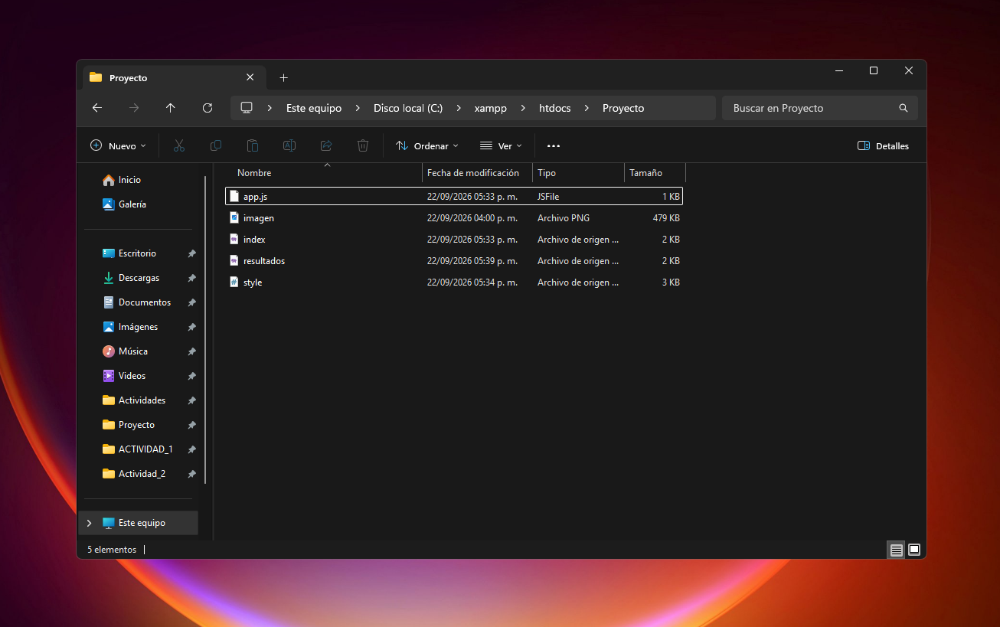 Proyecto
Este equipo > Disco local (C:) > xampp > htdocs > Proyecto
Buscar en Proyecto
Nuevo
Ordenar
Ver
Detalles
Inicio
Galería
Escritorio
Descargas
Documentos
Imágenes
Música
Videos
Actividades
Proyecto
ACTIVIDAD_1
Actividad_2
Este equipo
Nombre Fecha de modificación Tipo Tamaño
app.js 22/09/2026 05:33 p. m. JSFile 1 KB
imagen 22/09/2026 04:00 p. m. Archivo PNG 479 KB
index 22/09/2026 05:33 p. m. Archivo de origen ... 2 KB
resultados 22/09/2026 05:39 p. m. Archivo de origen ... 2 KB
style 22/09/2026 05:34 p. m. Archivo de origen ... 3 KB
5 elementos